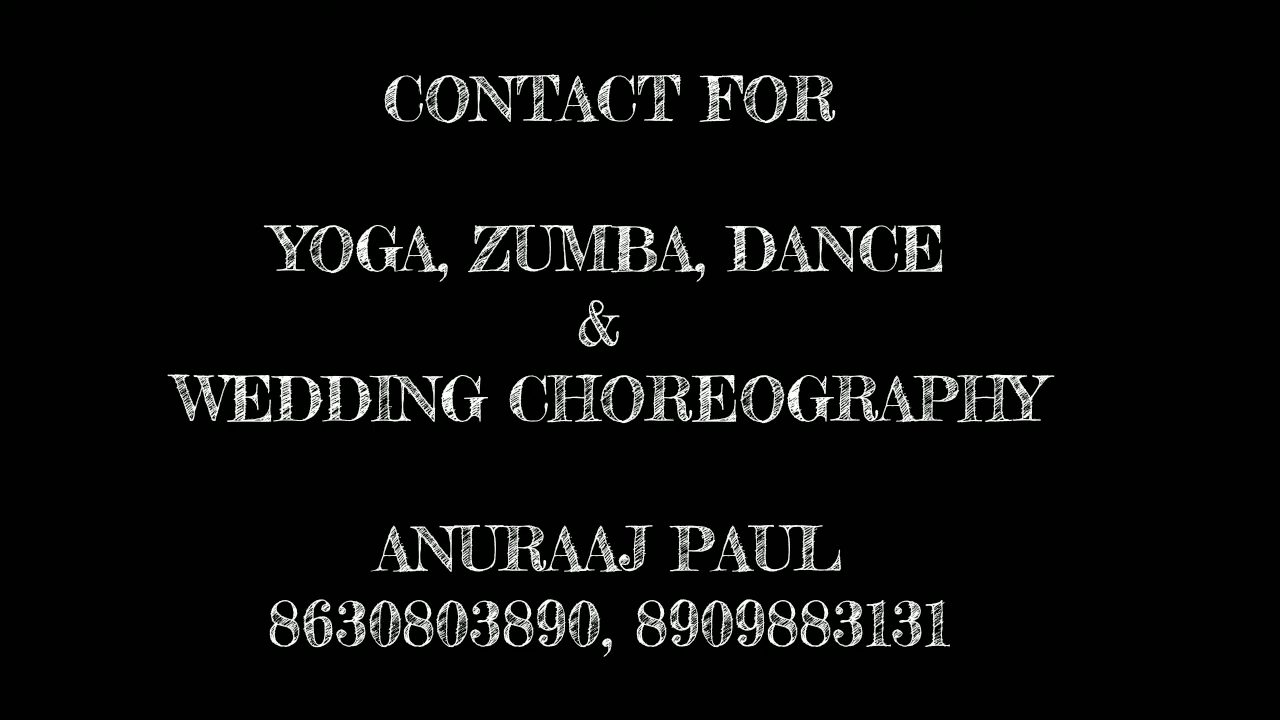 CONTACT FOR
YOGA, ZUMBA, DANCE
&
WEDDING CHOREOGRAPHY
ANURAAJ PAUL
8630803890, 8909883131